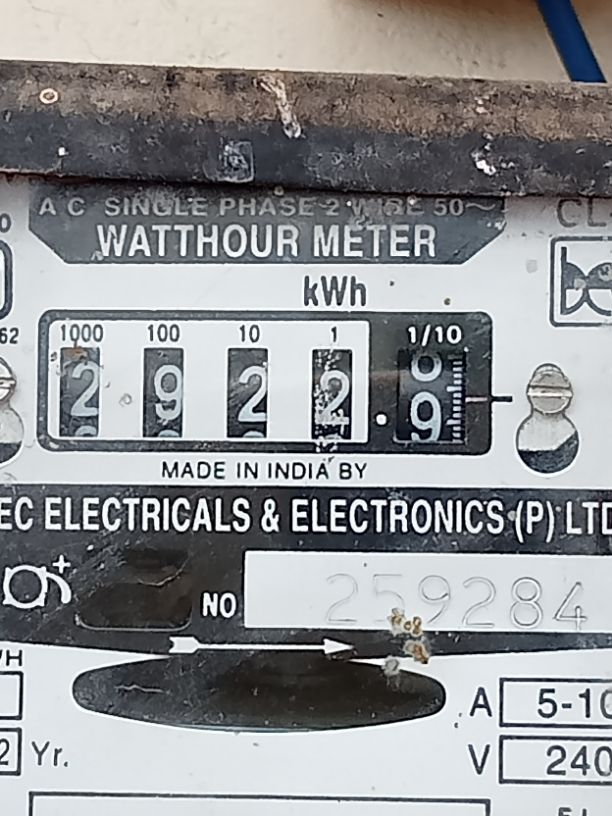 A C SINGLE PHASE 2 WIRE 50~
WATTHOUR METER
kWh
1000 100 10 1 1/10
2 9 2 2 . 9
MADE IN INDIA BY
EC ELECTRICALS & ELECTRONICS (P) LTD
NO 259284
A 5-10
2 Yr.
V 240